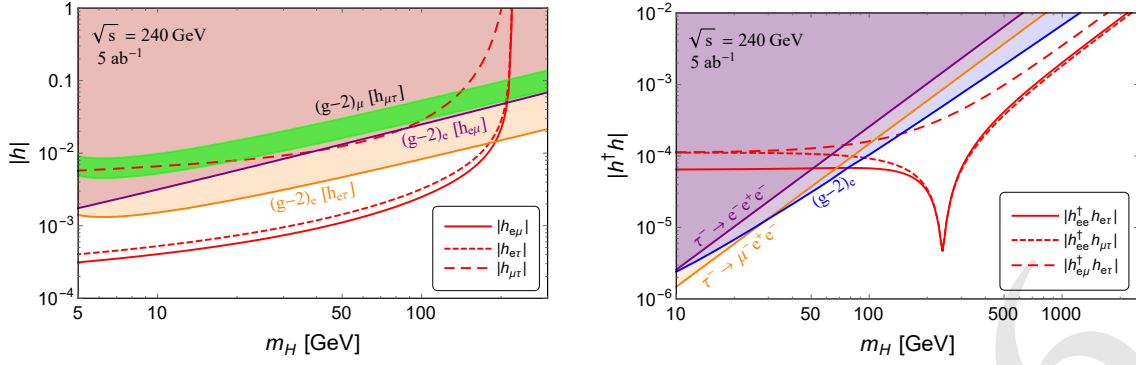 √s = 240 GeV
5 ab⁻¹
(g−2)μ [hμτ]
(g−2)e [heμ]
(g−2)e [heτ]
|heμ|
|heτ|
|hμτ|
|h|
1
0.1
10⁻²
10⁻³
10⁻⁴
5 10 50 100
mH [GeV]
√s = 240 GeV
5 ab⁻¹
τ⁻ → e⁻e⁺e⁻
τ⁻ → μ⁻e⁺e⁻
(g−2)e
|h†ee heτ|
|h†ee hμτ|
|h†eμ heτ|
|h†h|
10⁻²
10⁻³
10⁻⁴
10⁻⁵
10⁻⁶
10 50 100 500 1000
mH [GeV]